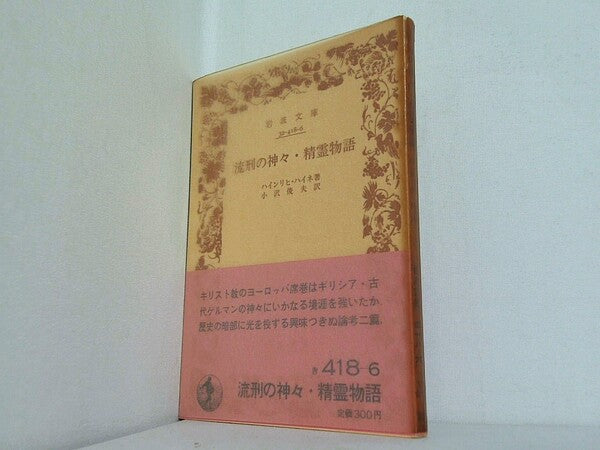 岩波文庫
32-418-6
流刑の神々・精霊物語
ハインリヒ・ハイネ著
小沢俊夫訳
キリスト教のヨーロッパ席巻はギリシア・古
代ゲルマンの神々にいかなる境涯を強いたか。
歴史の暗部に光を投ずる興味つきぬ論考二篇。
赤 418-6
流刑の神々・精霊物語
定価300円